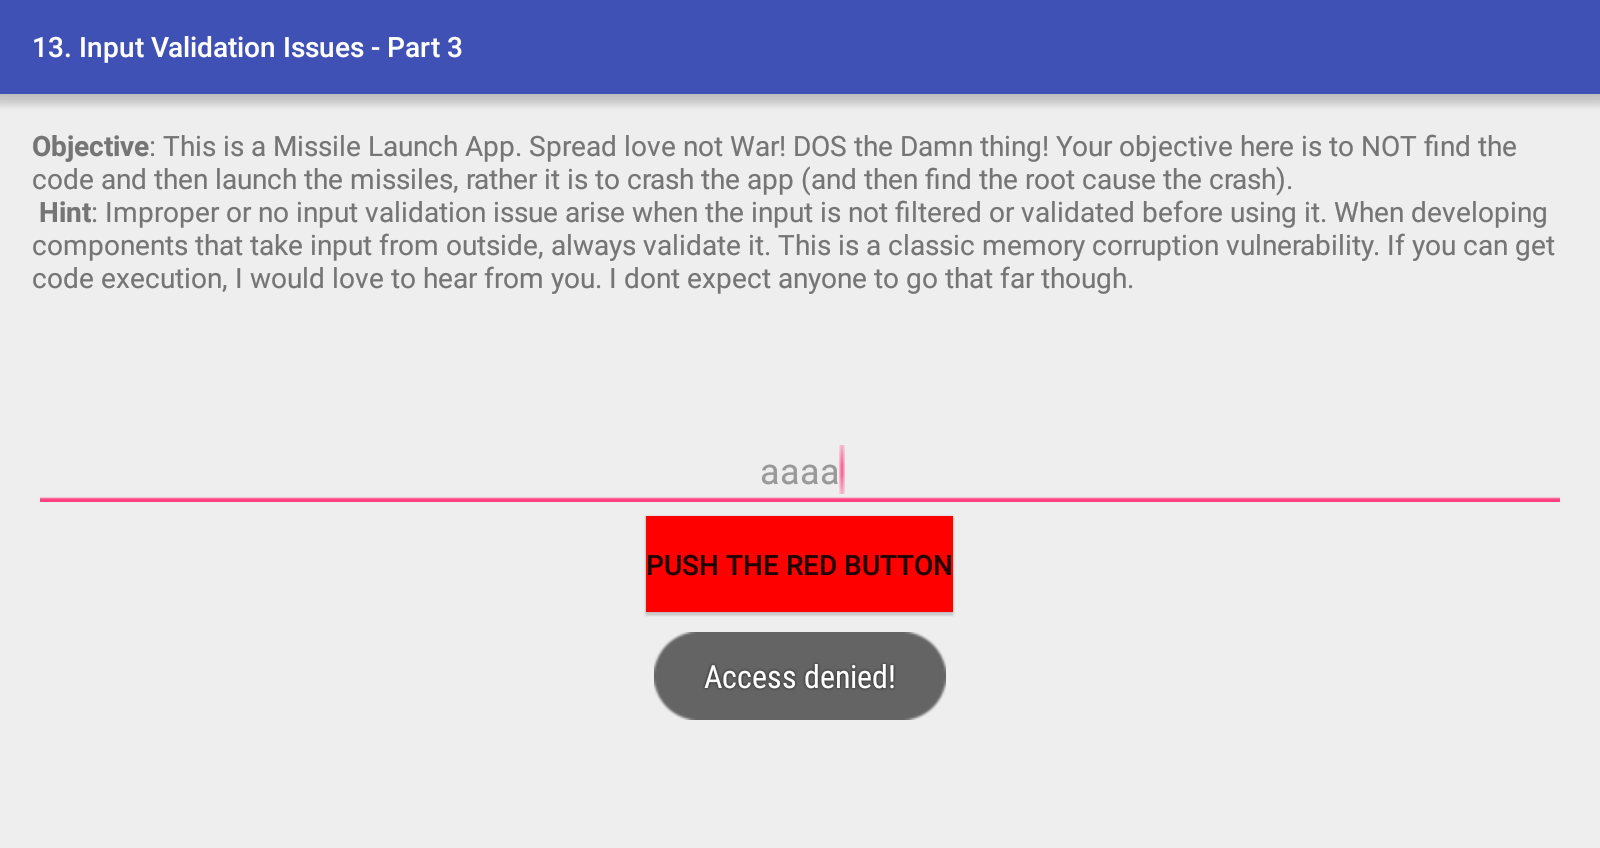 13. Input Validation Issues - Part 3
Objective: This is a Missile Launch App. Spread love not War! DOS the Damn thing! Your objective here is to NOT find the
code and then launch the missiles, rather it is to crash the app (and then find the root cause the crash).
Hint: Improper or no input validation issue arise when the input is not filtered or validated before using it. When developing
components that take input from outside, always validate it. This is a classic memory corruption vulnerability. If you can get
code execution, I would love to hear from you. I dont expect anyone to go that far though.
aaaa
PUSH THE RED BUTTON
Access denied!